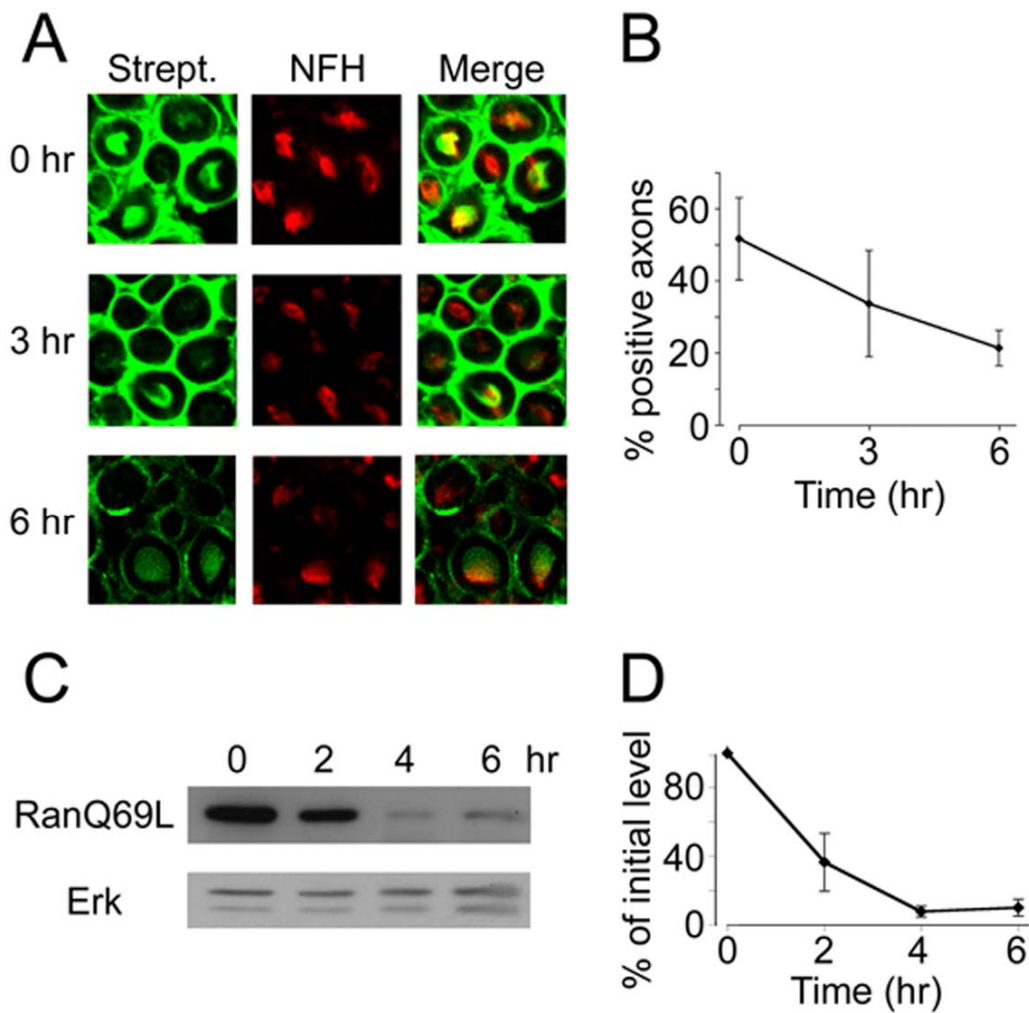 A
Strept. NFH Merge
0 hr
3 hr
6 hr
B
% positive axons
60
40
20
0
0 3 6
Time (hr)
C
0 2 4 6 hr
RanQ69L
Erk
D
% of initial level
80
40
0
0 2 4 6
Time (hr)